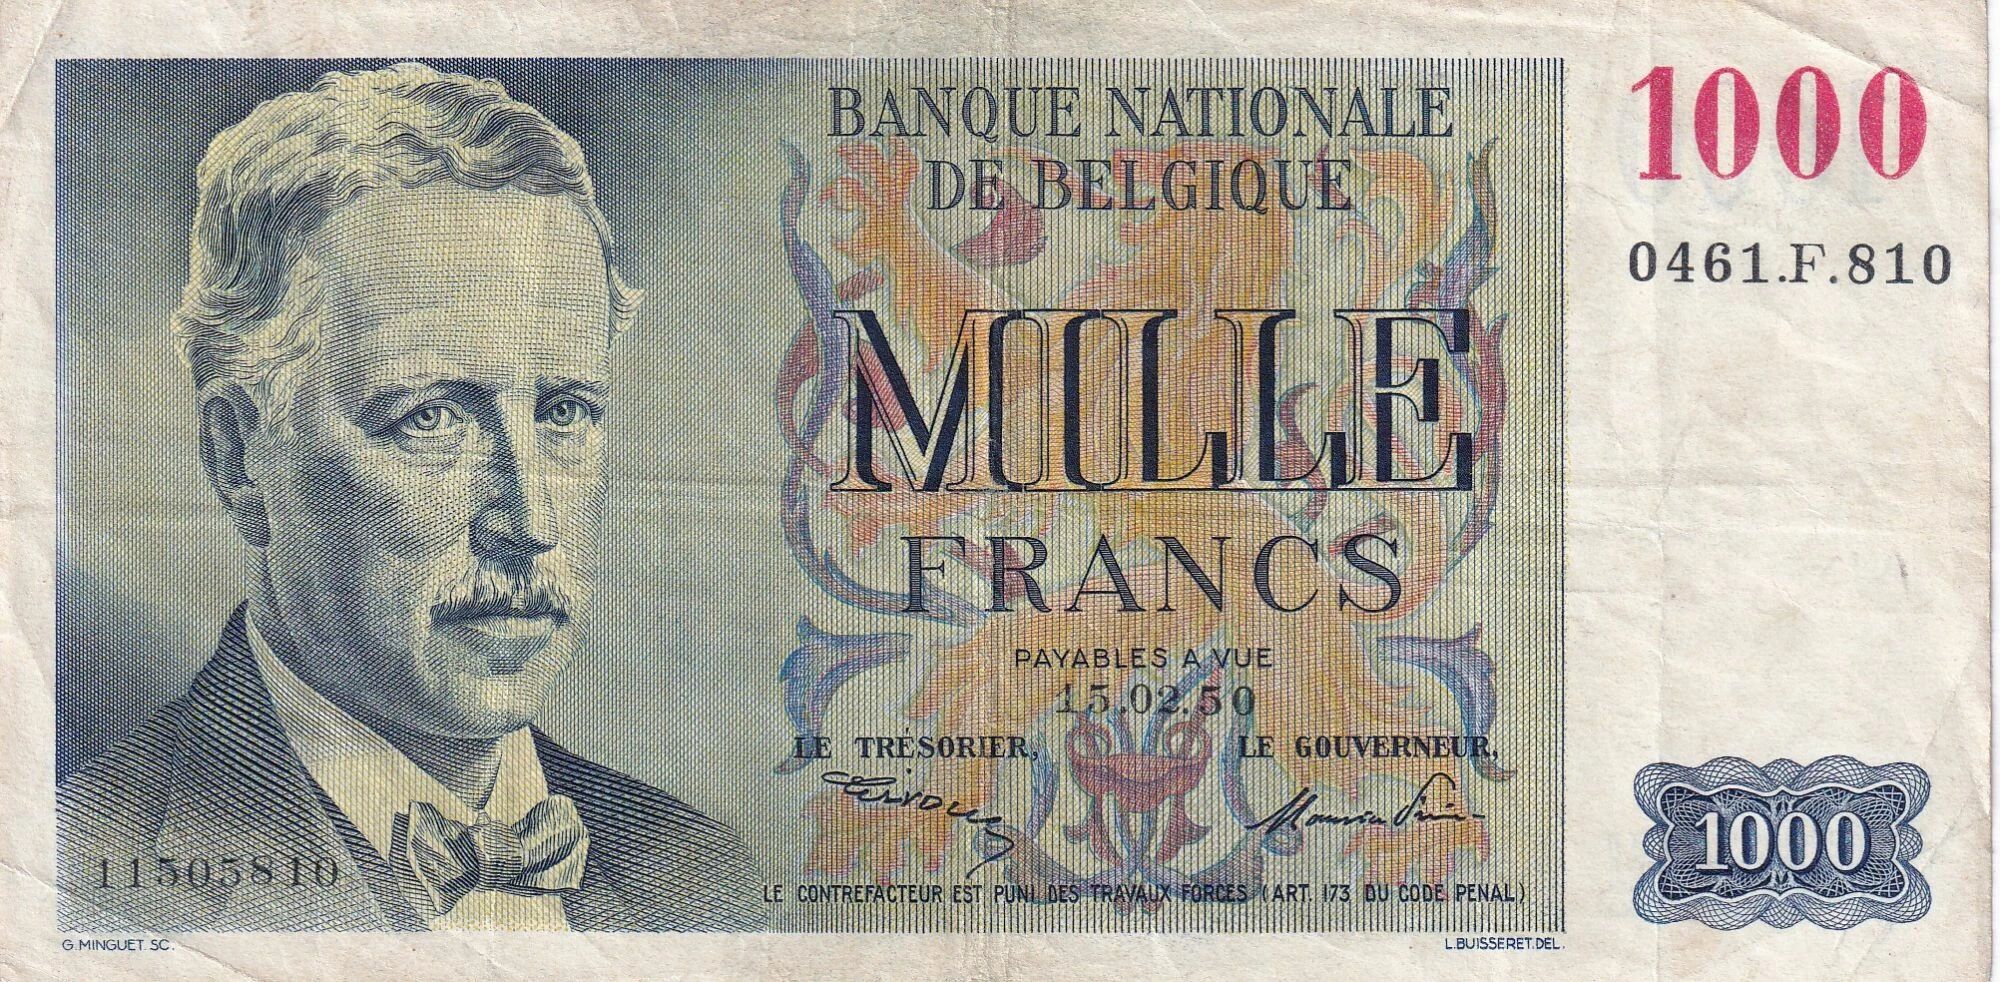 BANQUE NATIONALE
DE BELGIQUE
1000
0461.F.810
MILLE
FRANCS
PAYABLES A VUE
15.02.50
LE TRÉSORIER,
LE GOUVERNEUR,
11505810
1000
LE CONTREFACTEUR EST PUNI DES TRAVAUX FORCES (ART. 173 DU CODE PENAL)
G.MINGUET. SC.
L.BUISSERET.DEL.